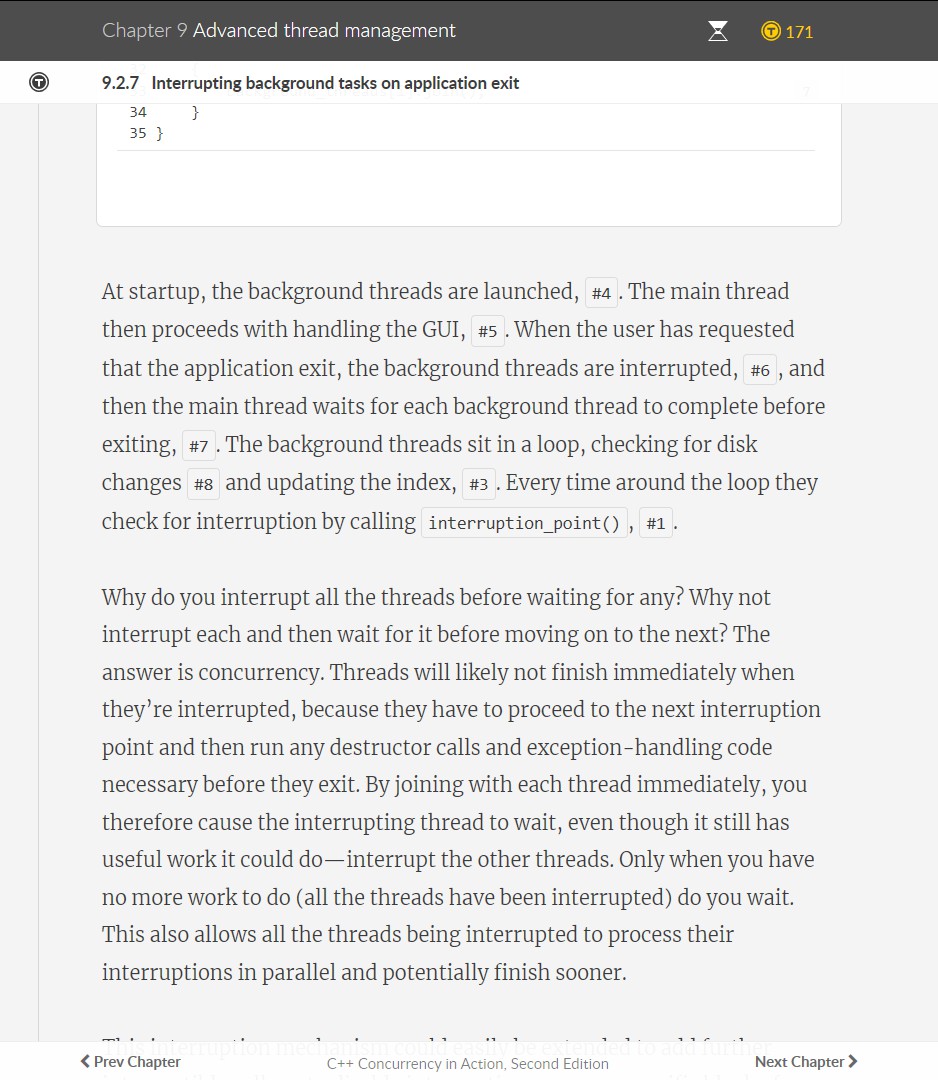 Chapter 9 Advanced thread management
171
9.2.7 Interrupting background tasks on application exit
34 }
35 }
At startup, the background threads are launched, #4 . The main thread
then proceeds with handling the GUI, #5 . When the user has requested
that the application exit, the background threads are interrupted, #6 , and
then the main thread waits for each background thread to complete before
exiting, #7 . The background threads sit in a loop, checking for disk
changes #8 and updating the index, #3 . Every time around the loop they
check for interruption by calling interruption_point() , #1 .
Why do you interrupt all the threads before waiting for any? Why not
interrupt each and then wait for it before moving on to the next? The
answer is concurrency. Threads will likely not finish immediately when
they’re interrupted, because they have to proceed to the next interruption
point and then run any destructor calls and exception-handling code
necessary before they exit. By joining with each thread immediately, you
therefore cause the interrupting thread to wait, even though it still has
useful work it could do—interrupt the other threads. Only when you have
no more work to do (all the threads have been interrupted) do you wait.
This also allows all the threads being interrupted to process their
interruptions in parallel and potentially finish sooner.
This interruption mechanism could easily be extended to add further
Prev Chapter
C++ Concurrency in Action, Second Edition
Next Chapter